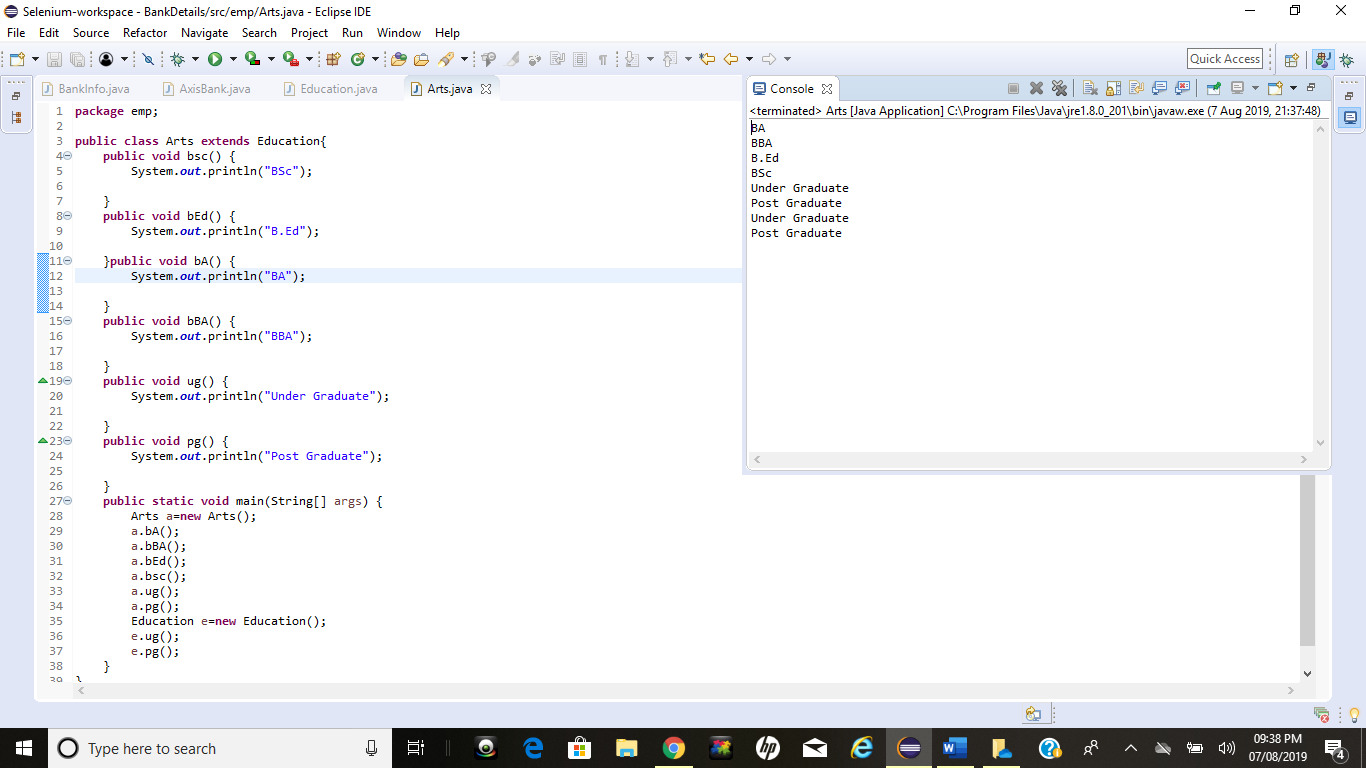 Selenium-workspace - BankDetails/src/emp/Arts.java - Eclipse IDE
File Edit Source Refactor Navigate Search Project Run Window Help
Quick Access
BankInfo.java AxisBank.java Education.java Arts.java
1 package emp;
2
3 public class Arts extends Education{
4 public void bsc() {
5 System.out.println("BSc");
6
7 }
8 public void bEd() {
9 System.out.println("B.Ed");
10
11 }public void bA() {
12 System.out.println("BA");
13
14 }
15 public void bBA() {
16 System.out.println("BBA");
17
18 }
19 public void ug() {
20 System.out.println("Under Graduate");
21
22 }
23 public void pg() {
24 System.out.println("Post Graduate");
25
26 }
27 public static void main(String[] args) {
28 Arts a=new Arts();
29 a.bA();
30 a.bBA();
31 a.bEd();
32 a.bsc();
33 a.ug();
34 a.pg();
35 Education e=new Education();
36 e.ug();
37 e.pg();
38 }
39 }
Console
<terminated> Arts [Java Application] C:\Program Files\Java\jre1.8.0_201\bin\javaw.exe (7 Aug 2019, 21:37:48)
BA
BBA
B.Ed
BSc
Under Graduate
Post Graduate
Under Graduate
Post Graduate
Type here to search
09:38 PM
07/08/2019
4